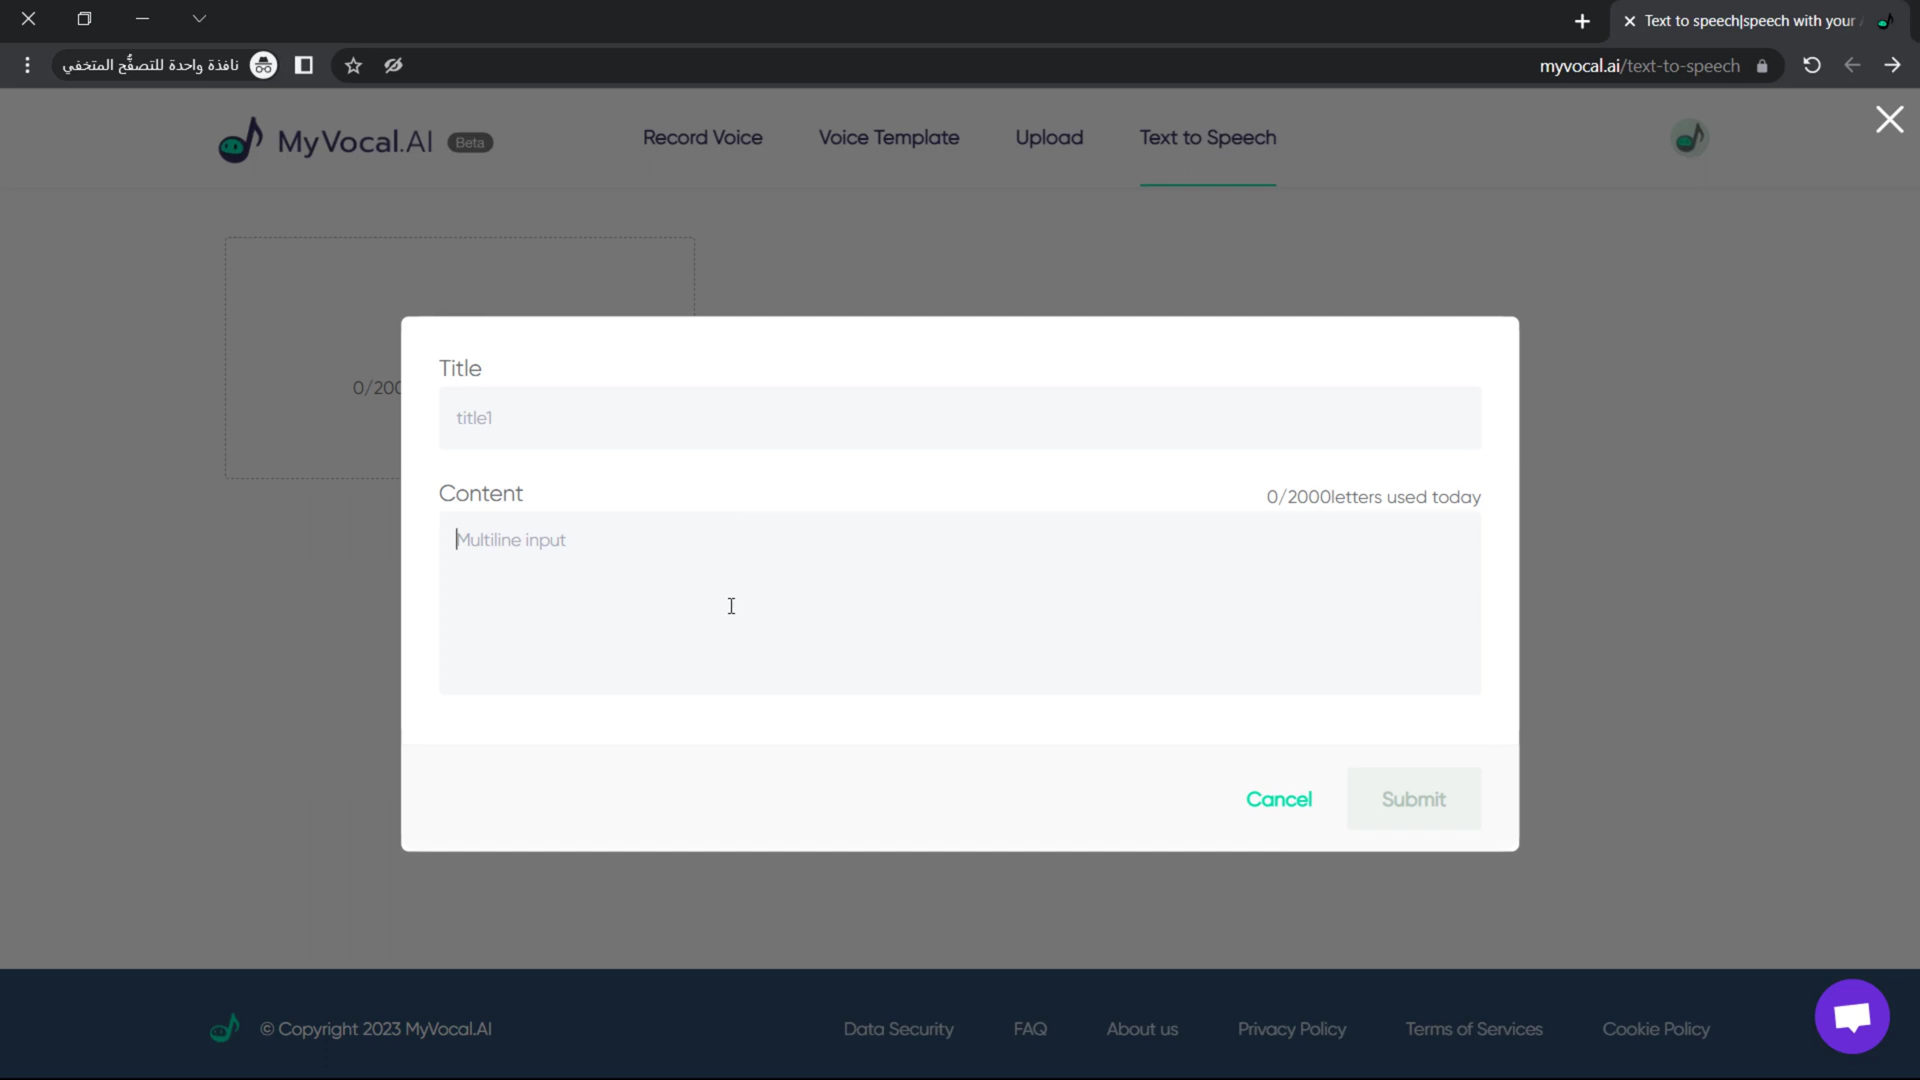 Text to speech|speech with your
نافذة واحدة للتصفُّح المتخفي
myvocal.ai/text-to-speech
MyVocal.AI Beta
Record Voice
Voice Template
Upload
Text to Speech
0/200
Title
title1
Content
0/2000letters used today
Multiline input
Cancel
Submit
© Copyright 2023 MyVocal.AI
Data Security
FAQ
About us
Privacy Policy
Terms of Services
Cookie Policy